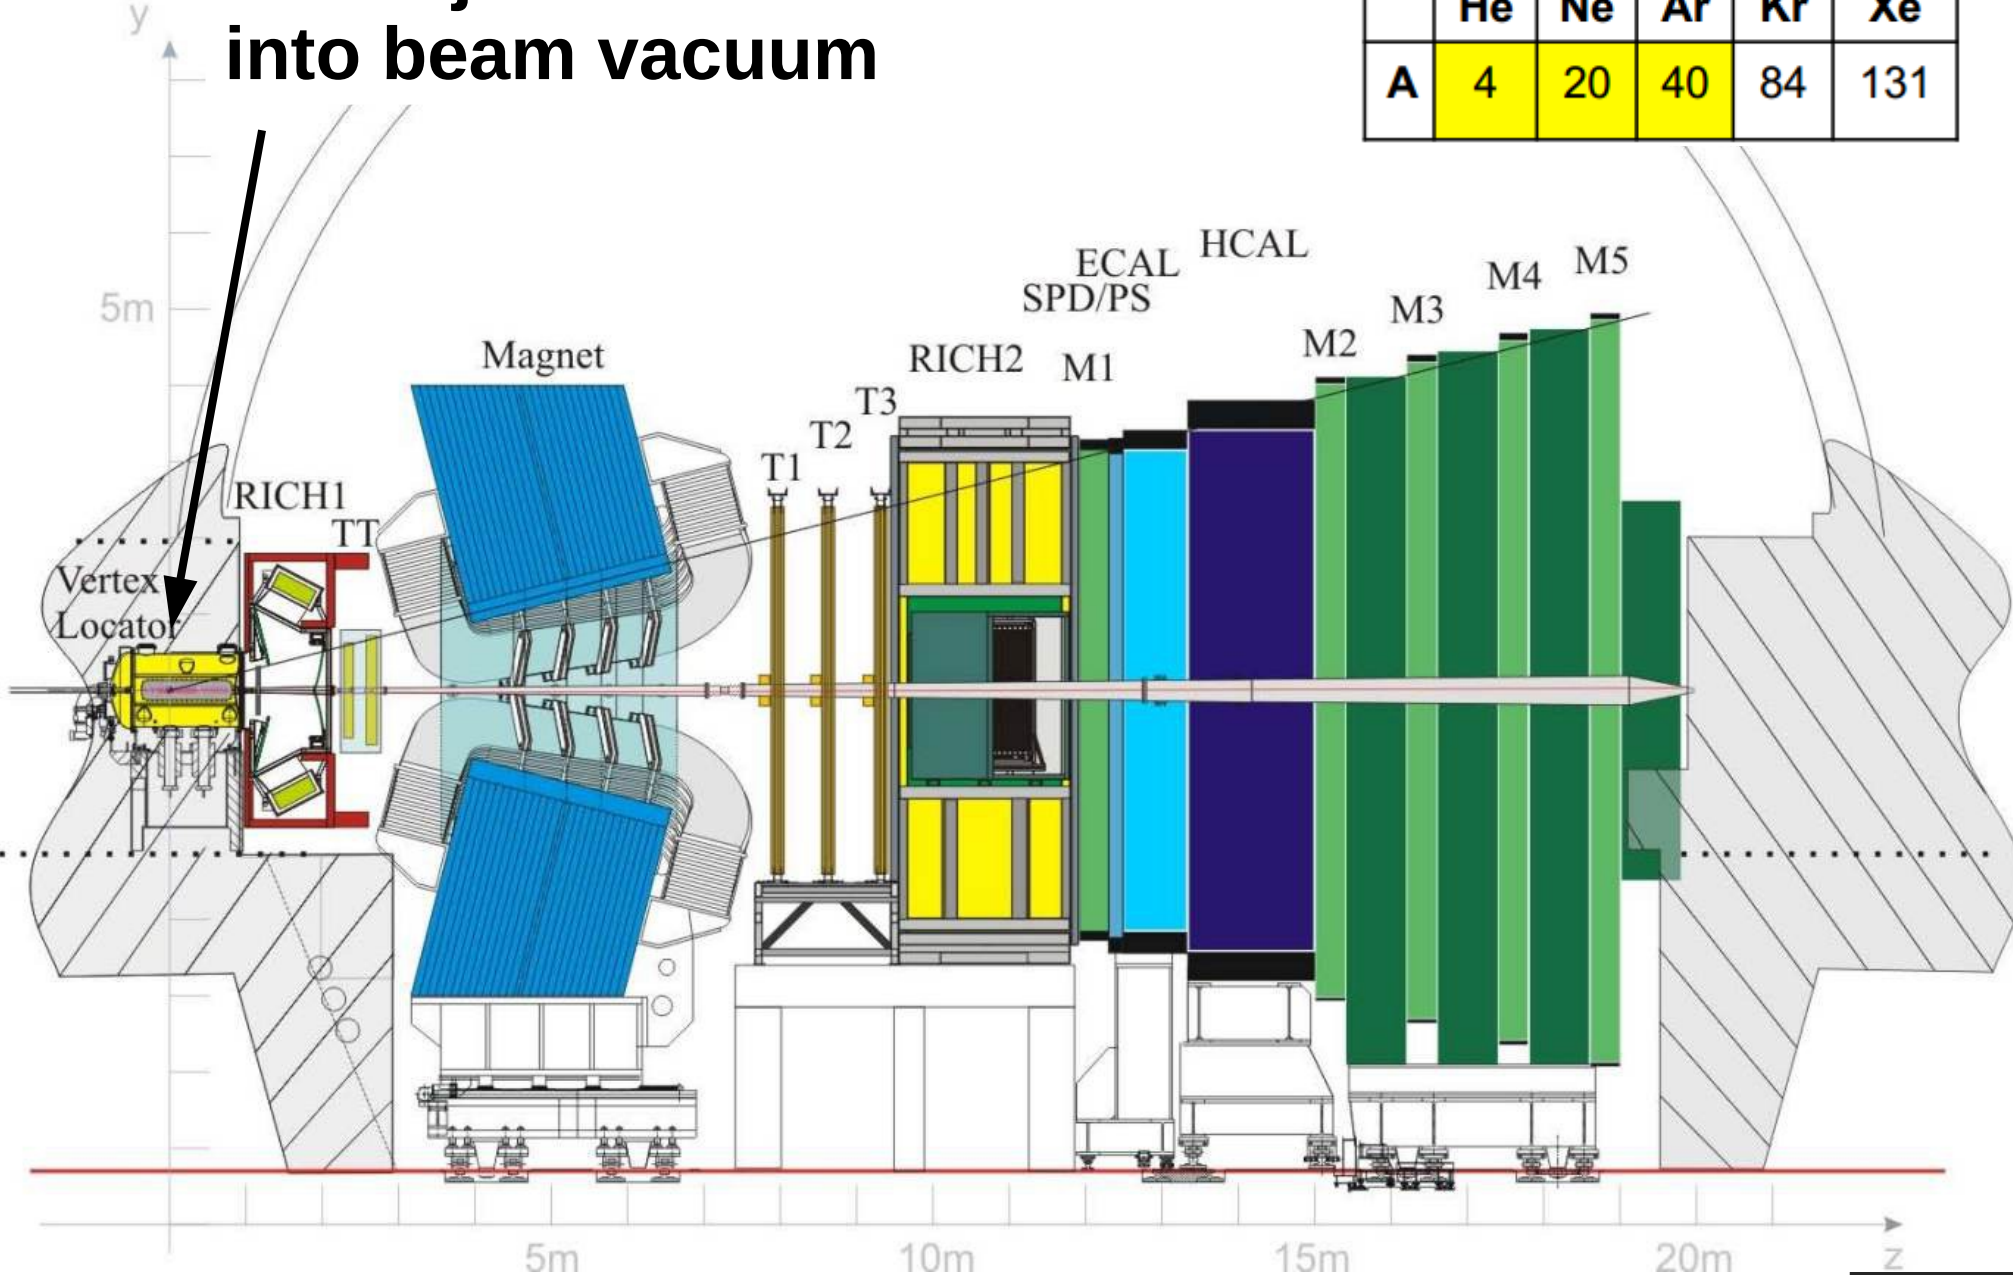 into beam vacuum
He Ne Ar Kr Xe
A 4 20 40 84 131
y
5m
HCAL
ECAL
SPD/PS
M5
M4
M3
M2
Magnet
RICH2
M1
T3
T2
T1
RICH1
TT
Vertex
Locator
5m 10m 15m 20m z